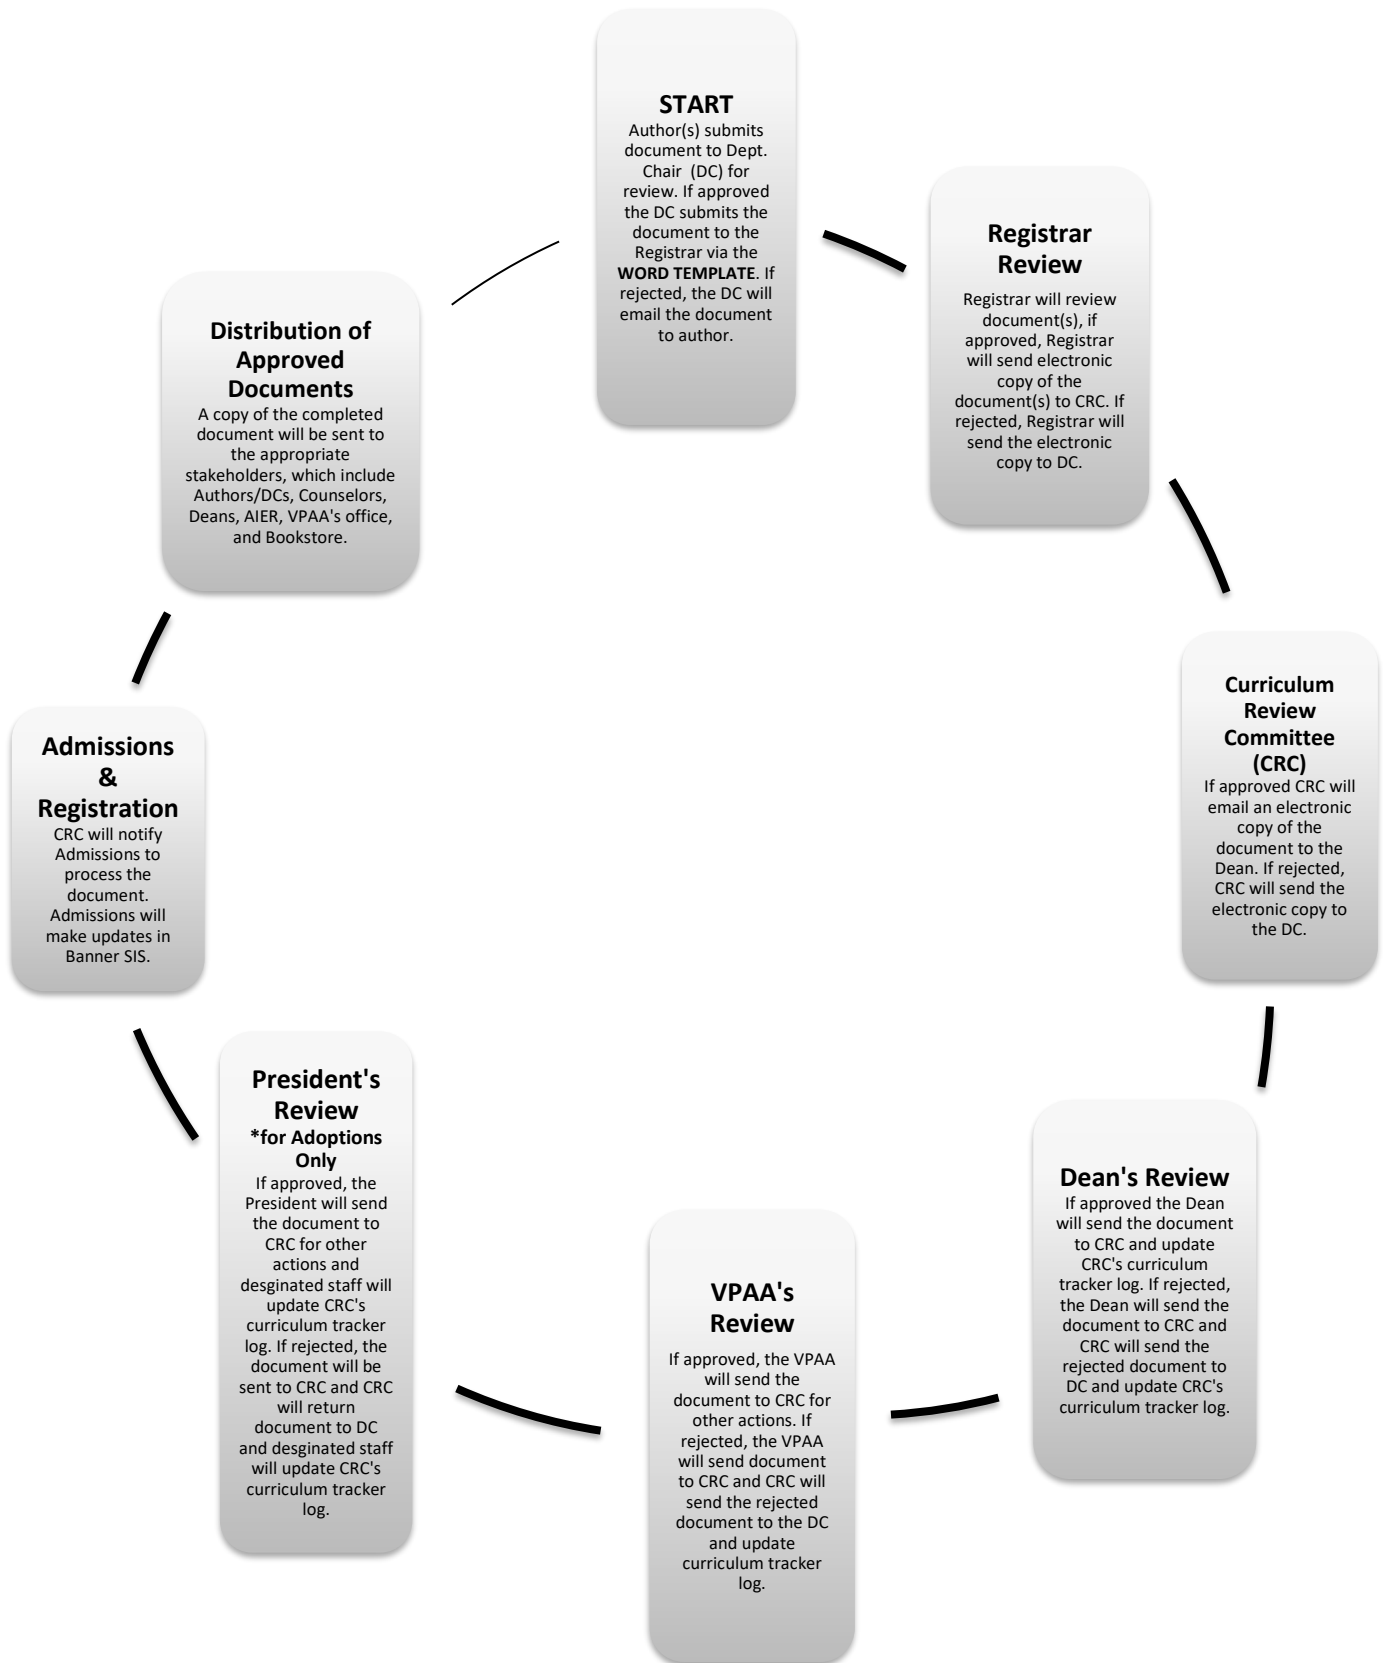 START
Author(s) submits
document to Dept.
Chair (DC) for
review. If approved
the DC submits the
document to the
Registrar via the
WORD TEMPLATE. If
rejected, the DC will
email the document
to author.
Registrar
Review
Registrar will review
document(s), if
approved, Registrar
will send electronic
copy of the
document(s) to CRC. If
rejected, Registrar will
send the electronic
copy to DC.
Curriculum
Review
Committee
(CRC)
If approved CRC will
email an electronic
copy of the
document to the
Dean. If rejected,
CRC will send the
electronic copy to
the DC.
Dean's Review
If approved the Dean
will send the document
to CRC and update
CRC's curriculum
tracker log. If rejected,
the Dean will send the
document to CRC and
CRC will send the
rejected document to
DC and update CRC's
curriculum tracker log.
VPAA's
Review
If approved, the VPAA
will send the
document to CRC for
other actions. If
rejected, the VPAA
will send document
to CRC and CRC will
send the rejected
document to the DC
and update
curriculum tracker
log.
President's
Review
*for Adoptions
Only
If approved, the
President will send
the document to
CRC for other
actions and
desginated staff will
update CRC's
curriculum tracker
log. If rejected, the
document will be
sent to CRC and CRC
will return
document to DC
and desginated staff
will update CRC's
curriculum tracker
log.
Admissions
&
Registration
CRC will notify
Admissions to
process the
document.
Admissions will
make updates in
Banner SIS.
Distribution of
Approved
Documents
A copy of the completed
document will be sent to
the appropriate
stakeholders, which include
Authors/DCs, Counselors,
Deans, AIER, VPAA's office,
and Bookstore.